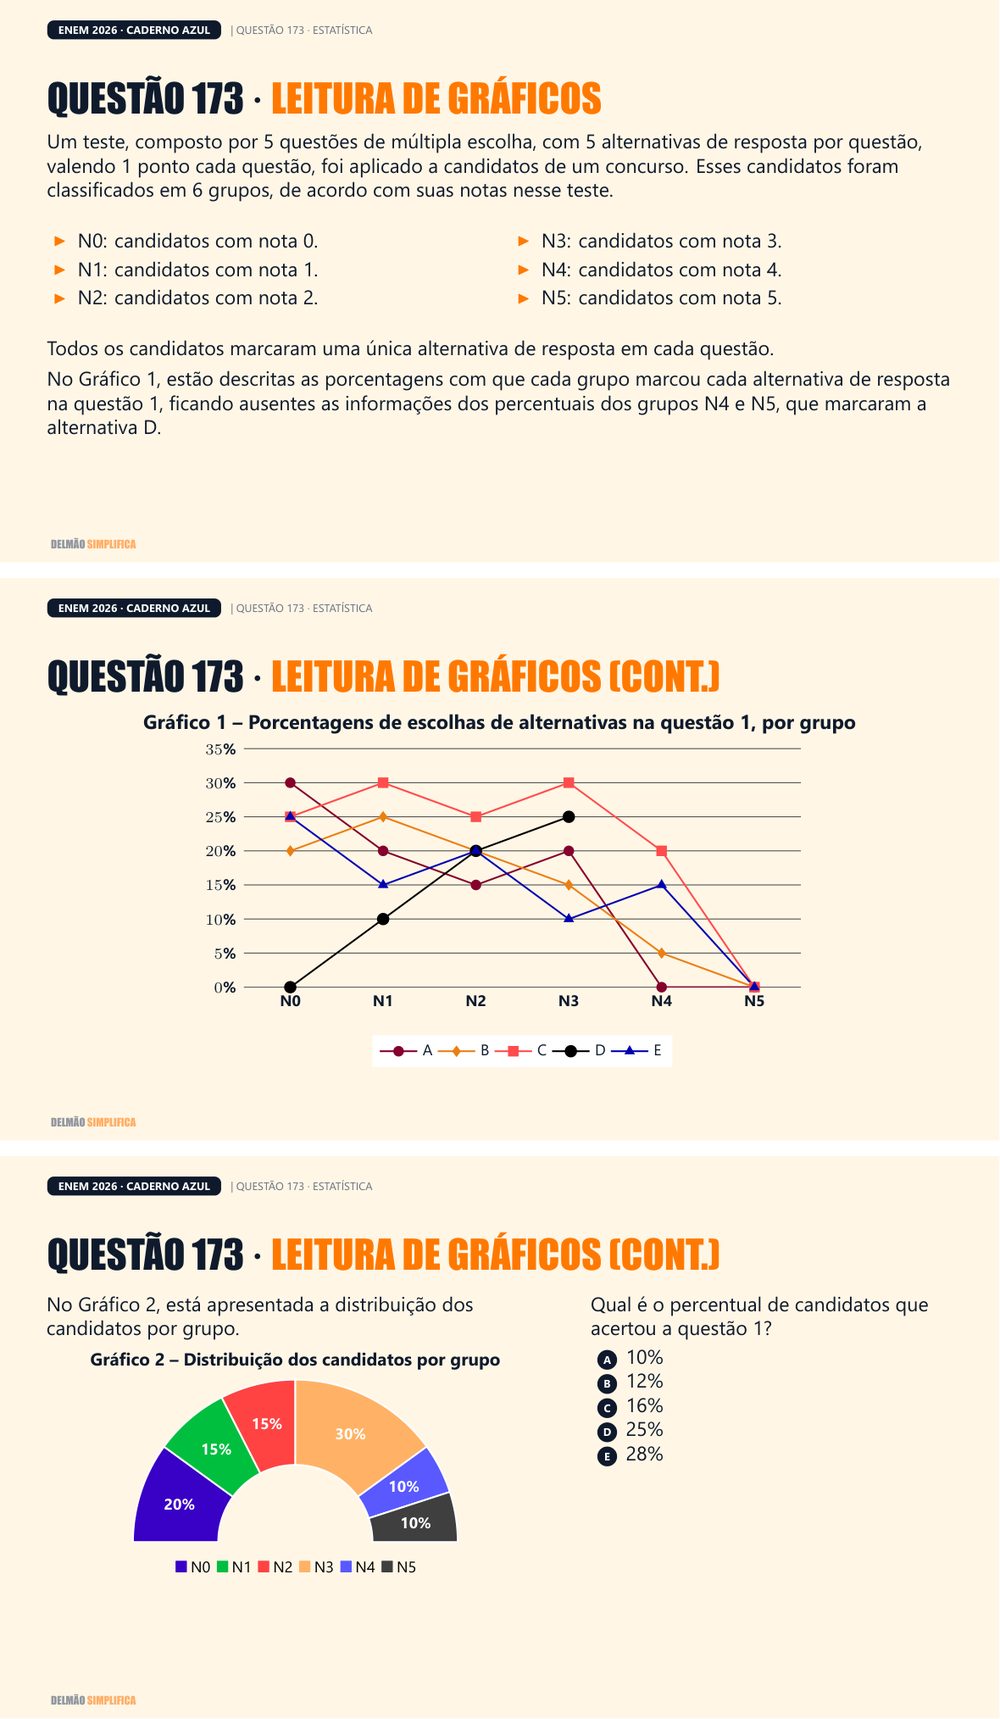 ENEM 2026 · CADERNO AZUL | QUESTÃO 173 · ESTATÍSTICA
QUESTÃO 173 · LEITURA DE GRÁFICOS
Um teste, composto por 5 questões de múltipla escolha, com 5 alternativas de resposta por questão,
valendo 1 ponto cada questão, foi aplicado a candidatos de um concurso. Esses candidatos foram
classificados em 6 grupos, de acordo com suas notas nesse teste.
► N0: candidatos com nota 0.
► N1: candidatos com nota 1.
► N2: candidatos com nota 2.
► N3: candidatos com nota 3.
► N4: candidatos com nota 4.
► N5: candidatos com nota 5.
Todos os candidatos marcaram uma única alternativa de resposta em cada questão.
No Gráfico 1, estão descritas as porcentagens com que cada grupo marcou cada alternativa de resposta
na questão 1, ficando ausentes as informações dos percentuais dos grupos N4 e N5, que marcaram a
alternativa D.
DELMÃO SIMPLIFICA
ENEM 2026 · CADERNO AZUL | QUESTÃO 173 · ESTATÍSTICA
QUESTÃO 173 · LEITURA DE GRÁFICOS (CONT.)
Gráfico 1 – Porcentagens de escolhas de alternativas na questão 1, por grupo
35%
30%
25%
20%
15%
10%
5%
0%
N0 N1 N2 N3 N4 N5
A B C D E
DELMÃO SIMPLIFICA
ENEM 2026 · CADERNO AZUL | QUESTÃO 173 · ESTATÍSTICA
QUESTÃO 173 · LEITURA DE GRÁFICOS (CONT.)
No Gráfico 2, está apresentada a distribuição dos
candidatos por grupo.
Gráfico 2 – Distribuição dos candidatos por grupo
20%
15%
15%
30%
10%
10%
N0 N1 N2 N3 N4 N5
Qual é o percentual de candidatos que
acertou a questão 1?
A 10%
B 12%
C 16%
D 25%
E 28%
DELMÃO SIMPLIFICA